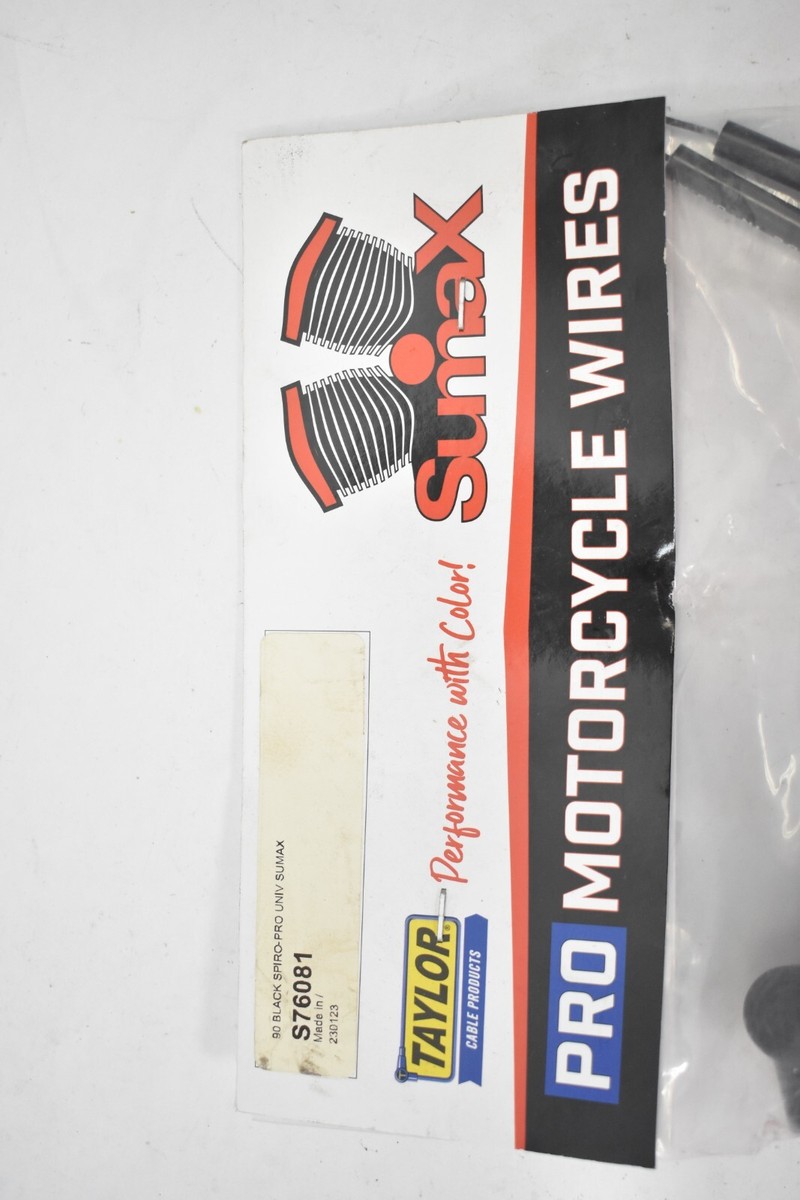 90 BLACK SPIRO-PRO UNIV SUMAX
S76081
Made in /
230123
Sumax
TAYLOR®
CABLE PRODUCTS
Performance with Color!
PRO MOTORCYCLE WIRES